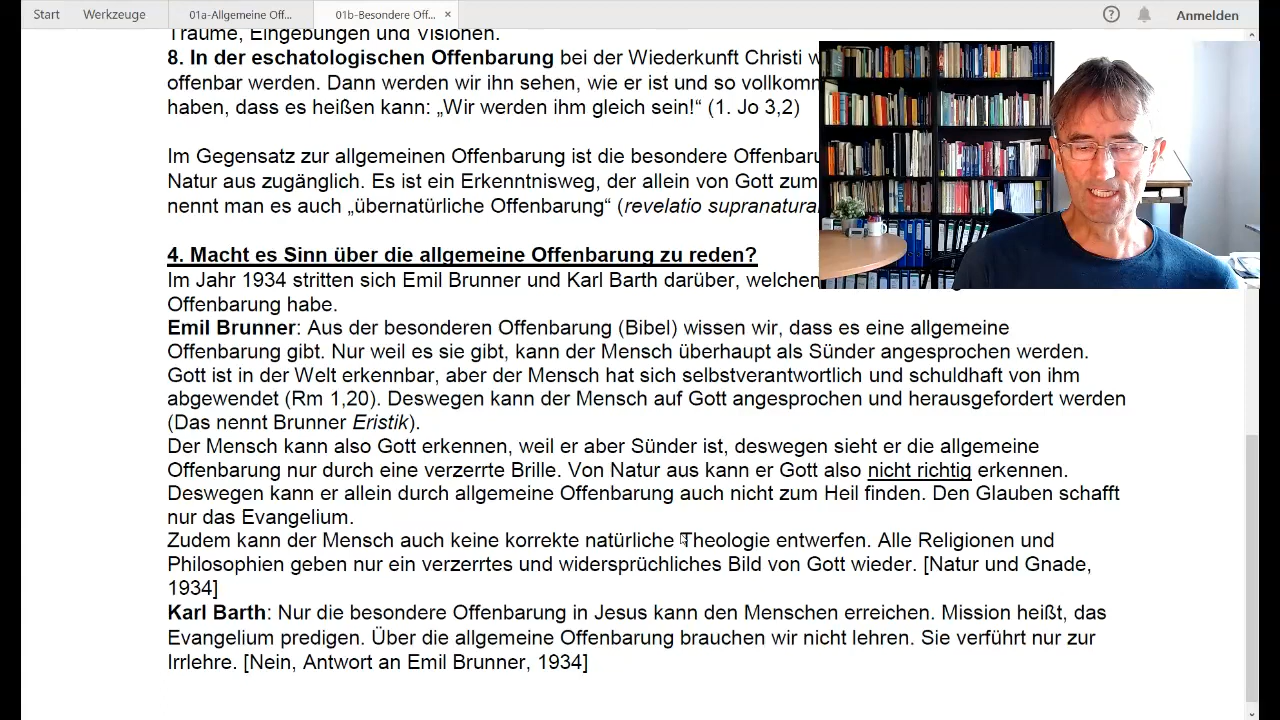 Start Werkzeuge 01a-Allgemeine Off... 01b-Besondere Off... × Anmelden
Träume, Eingebungen und Visionen.
8. In der eschatologischen Offenbarung bei der Wiederkunft Christi w
offenbar werden. Dann werden wir ihn sehen, wie er ist und so vollkomm
haben, dass es heißen kann: „Wir werden ihm gleich sein!“ (1. Jo 3,2)
Im Gegensatz zur allgemeinen Offenbarung ist die besondere Offenbaru
Natur aus zugänglich. Es ist ein Erkenntnisweg, der allein von Gott zum
nennt man es auch „übernatürliche Offenbarung“ (revelatio supranatura
4. Macht es Sinn über die allgemeine Offenbarung zu reden?
Im Jahr 1934 stritten sich Emil Brunner und Karl Barth darüber, welchen
Offenbarung habe.
Emil Brunner: Aus der besonderen Offenbarung (Bibel) wissen wir, dass es eine allgemeine
Offenbarung gibt. Nur weil es sie gibt, kann der Mensch überhaupt als Sünder angesprochen werden.
Gott ist in der Welt erkennbar, aber der Mensch hat sich selbstverantwortlich und schuldhaft von ihm
abgewendet (Rm 1,20). Deswegen kann der Mensch auf Gott angesprochen und herausgefordert werden
(Das nennt Brunner Eristik).
Der Mensch kann also Gott erkennen, weil er aber Sünder ist, deswegen sieht er die allgemeine
Offenbarung nur durch eine verzerrte Brille. Von Natur aus kann er Gott also nicht richtig erkennen.
Deswegen kann er allein durch allgemeine Offenbarung auch nicht zum Heil finden. Den Glauben schafft
nur das Evangelium.
Zudem kann der Mensch auch keine korrekte natürliche Theologie entwerfen. Alle Religionen und
Philosophien geben nur ein verzerrtes und widersprüchliches Bild von Gott wieder. [Natur und Gnade,
1934]
Karl Barth: Nur die besondere Offenbarung in Jesus kann den Menschen erreichen. Mission heißt, das
Evangelium predigen. Über die allgemeine Offenbarung brauchen wir nicht lehren. Sie verführt nur zur
Irrlehre. [Nein, Antwort an Emil Brunner, 1934]